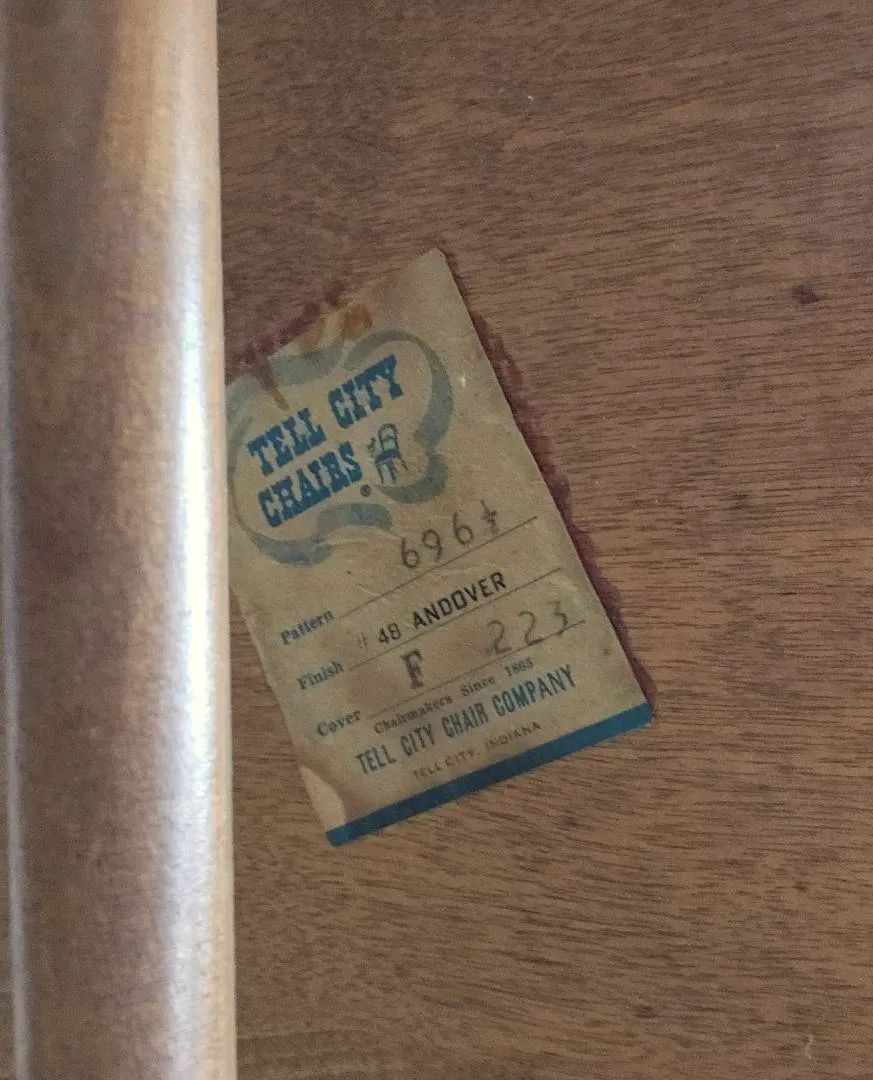 TELL CITY
CHAIRS
®
Pattern 696½
Finish # 48 ANDOVER
Cover F 223
Chairmakers Since 1865
TELL CITY CHAIR COMPANY
TELL CITY, INDIANA